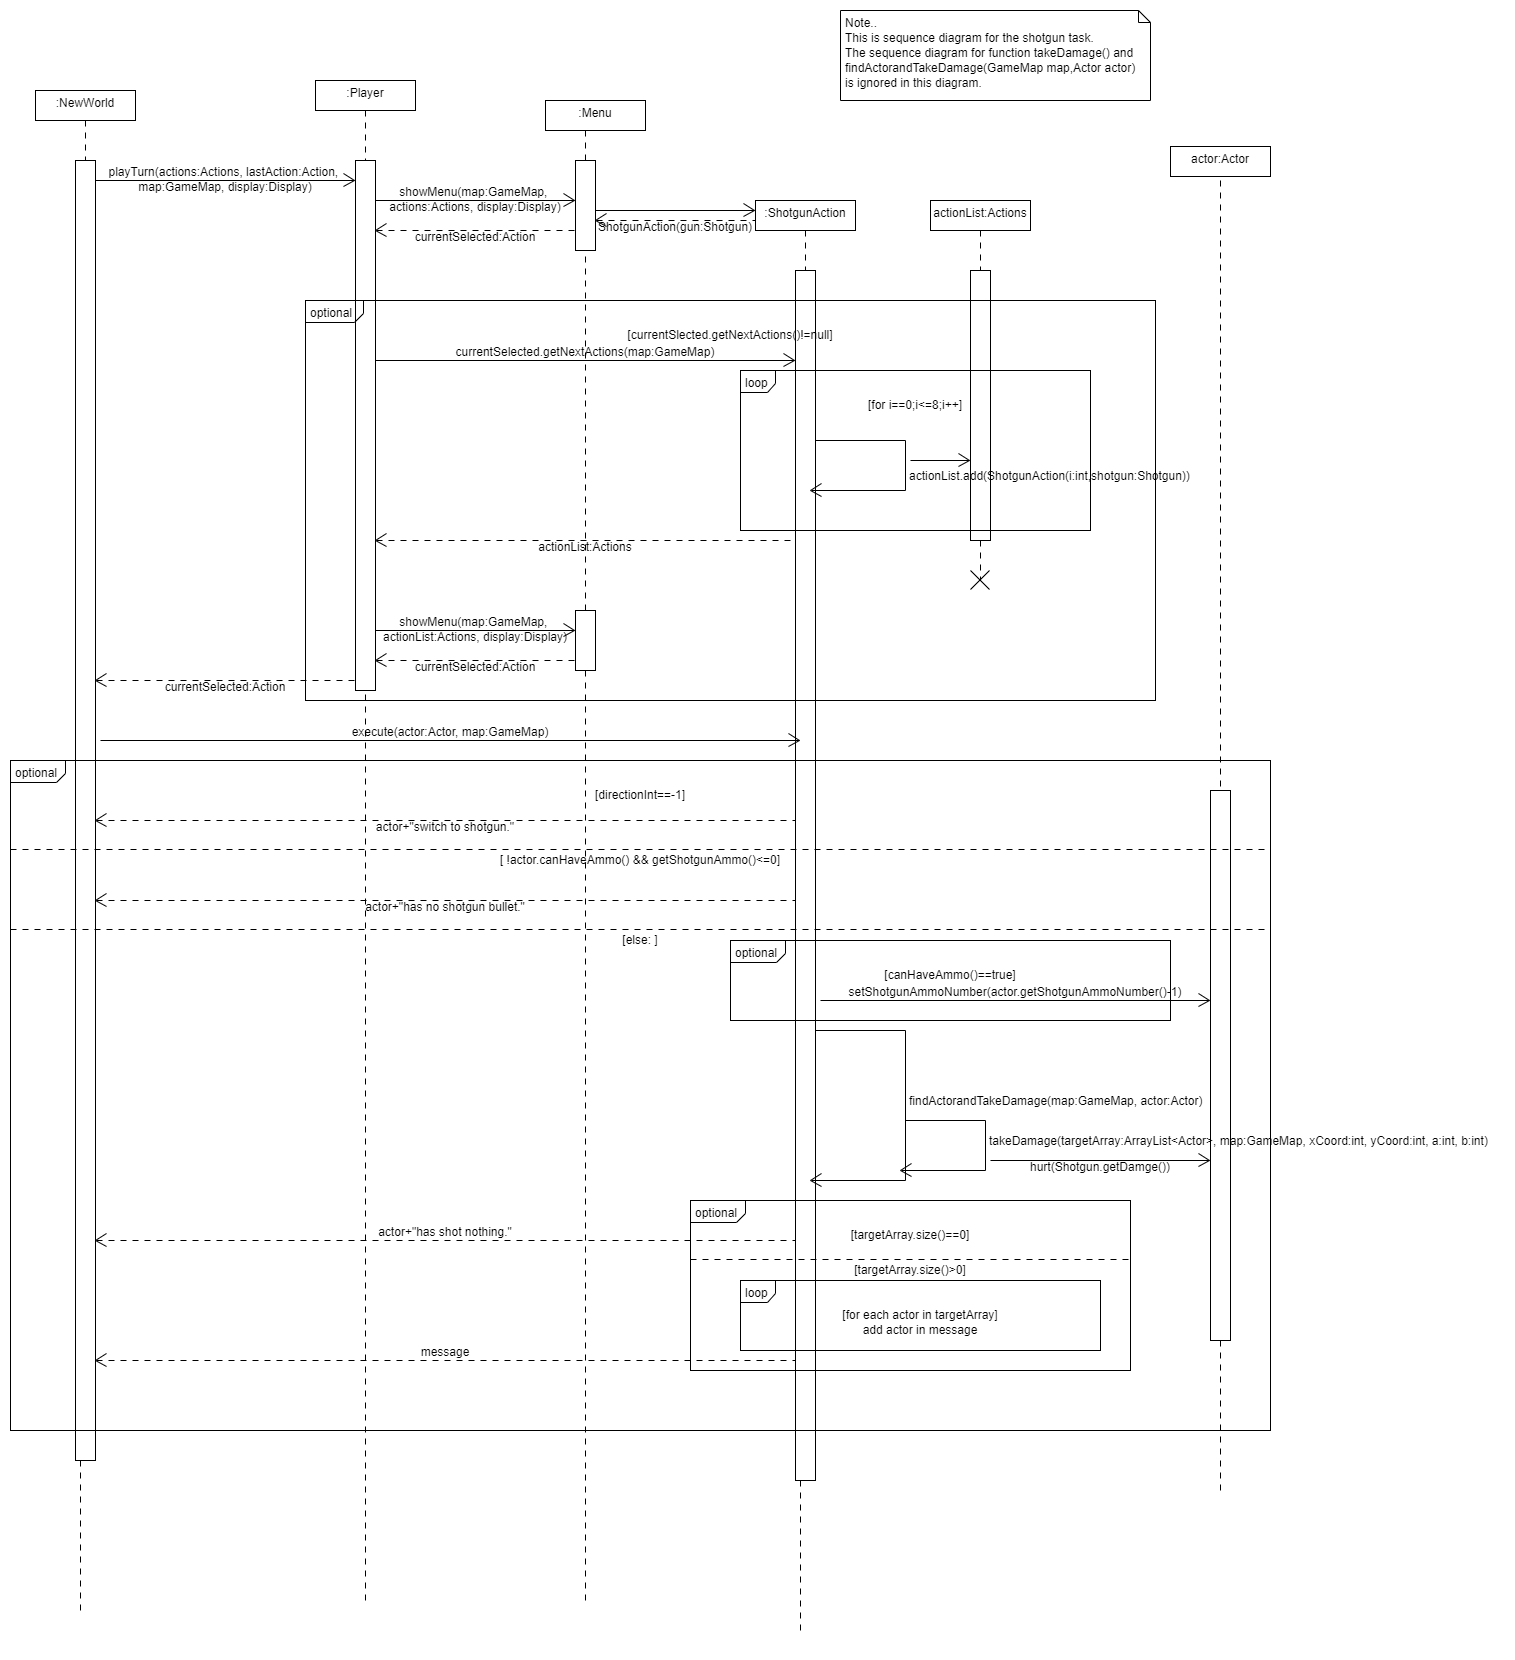 Note..
This is sequence diagram for the shotgun task.
The sequence diagram for function takeDamage() and
findActorandTakeDamage(GameMap map,Actor actor)
is ignored in this diagram.
:NewWorld
:Player
:Menu
actor:Actor
playTurn(actions:Actions, lastAction:Action,
map:GameMap, display:Display)
showMenu(map:GameMap,
actions:Actions, display:Display)
:ShotgunAction
actionList:Actions
ShotgunAction(gun:Shotgun)
currentSelected:Action
optional
[currentSlected.getNextActions()!=null]
currentSelected.getNextActions(map:GameMap)
loop
[for i==0;i<=8;i++]
actionList.add(ShotgunAction(i:int,shotgun:Shotgun))
actionList:Actions
showMenu(map:GameMap,
actionList:Actions, display:Display)
currentSelected:Action
currentSelected:Action
execute(actor:Actor, map:GameMap)
optional
[directionInt==-1]
actor+"switch to shotgun."
[ !actor.canHaveAmmo() && getShotgunAmmo()<=0]
actor+"has no shotgun bullet."
[else: ]
optional
[canHaveAmmo()==true]
setShotgunAmmoNumber(actor.getShotgunAmmoNumber()-1)
findActorandTakeDamage(map:GameMap, actor:Actor)
takeDamage(targetArray:ArrayList<Actor>, map:GameMap, xCoord:int, yCoord:int, a:int, b:int)
hurt(Shotgun.getDamge())
optional
actor+"has shot nothing."
[targetArray.size()==0]
[targetArray.size()>0]
loop
[for each actor in targetArray]
add actor in message
message